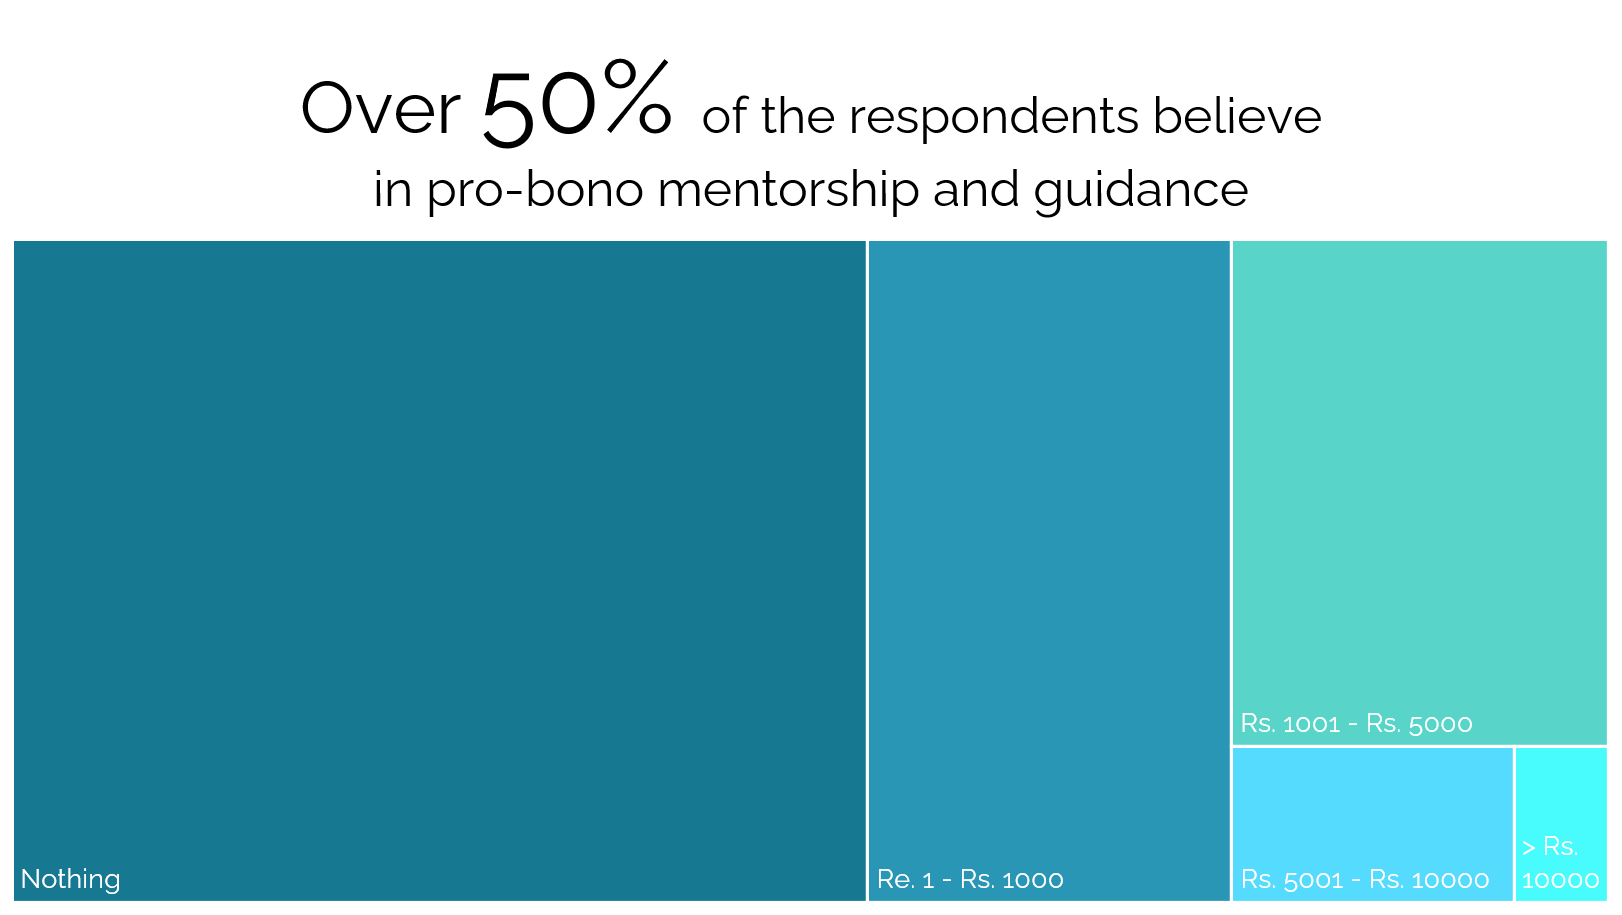 Over 50% of the respondents believe
in pro-bono mentorship and guidance
Nothing
Re. 1 - Rs. 1000
Rs. 1001 - Rs. 5000
Rs. 5001 - Rs. 10000
> Rs.
10000